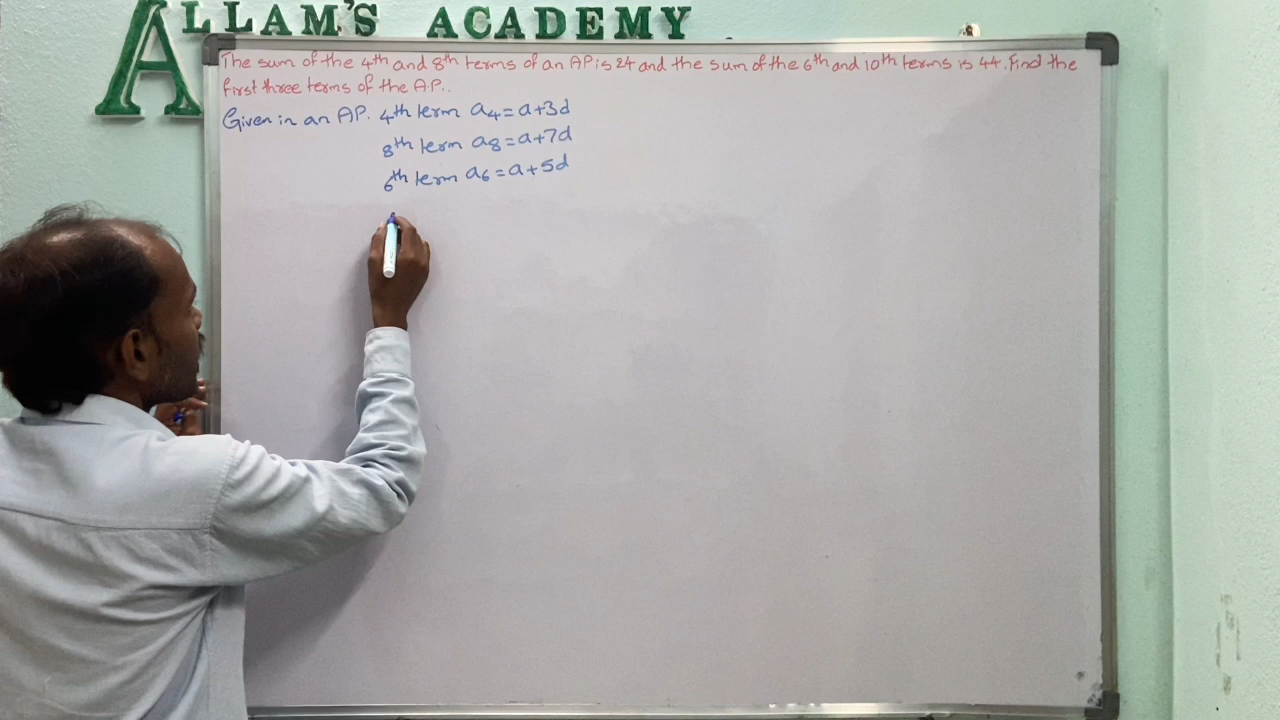 ALLAM'S ACADEMY
The sum of the 4th and 8th terms of an AP is 24 and the sum of the 6th and 10th terms is 44. Find the
first three terms of the A.P..
Given in an AP. 4th term a4=a+3d
8th term a8=a+7d
6th term a6=a+5d